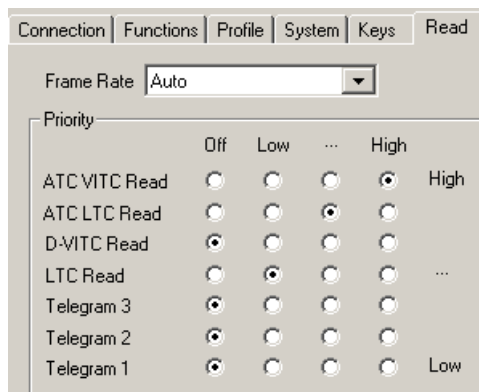 Connection Functions Profile System Keys Read
Frame Rate Auto
Priority
Off Low ... High
ATC VITC Read High
ATC LTC Read
D-VITC Read
LTC Read ...
Telegram 3
Telegram 2
Telegram 1 Low